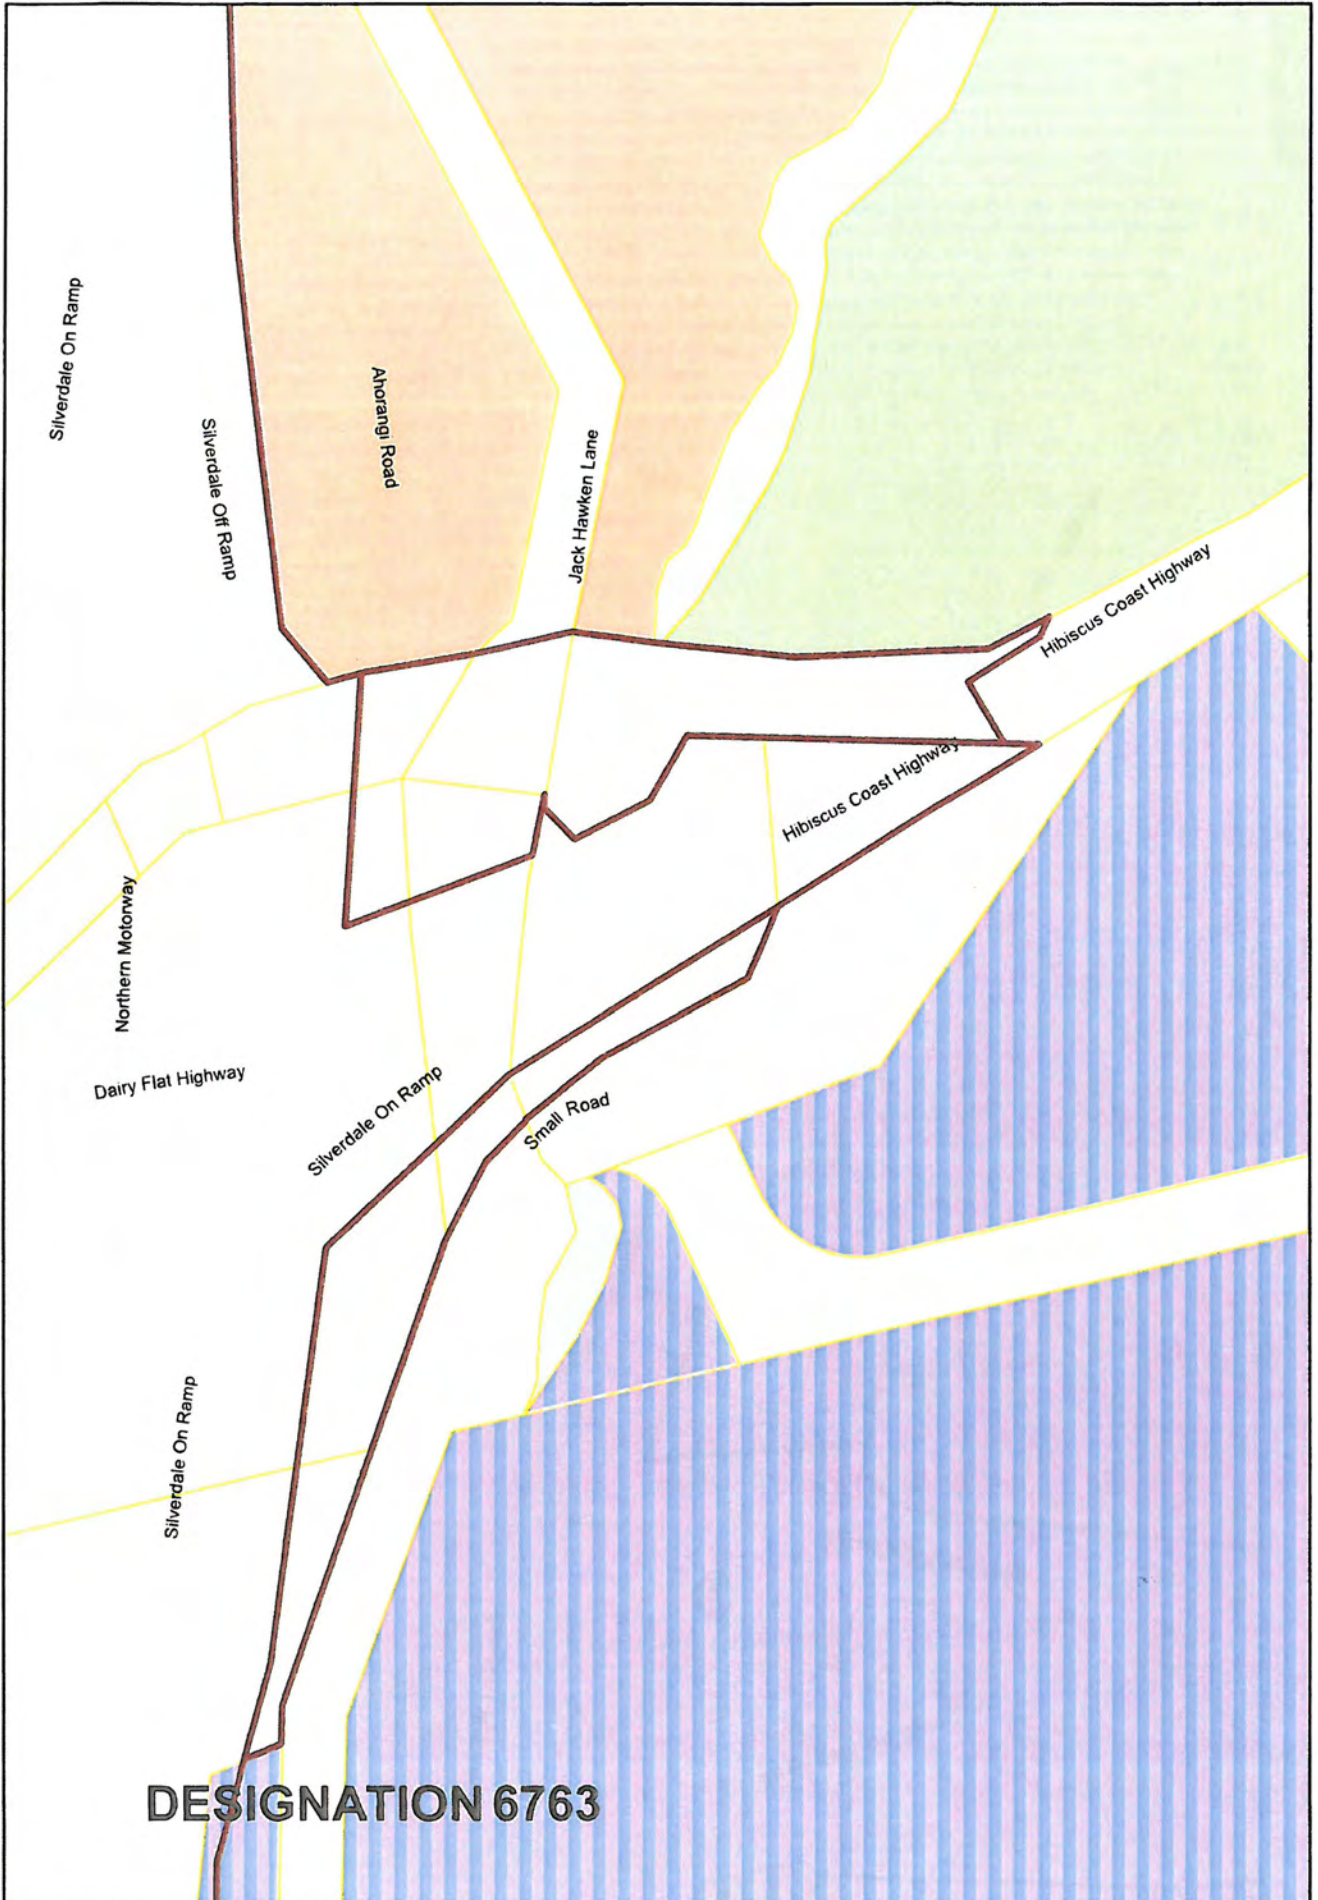 Silverdale On Ramp
Silverdale Off Ramp
Ahorangi Road
Jack Hawken Lane
Hibiscus Coast Highway
Hibiscus Coast Highway
Northern Motorway
Dairy Flat Highway
Silverdale On Ramp
Small Road
Silverdale On Ramp
DESIGNATION 6763